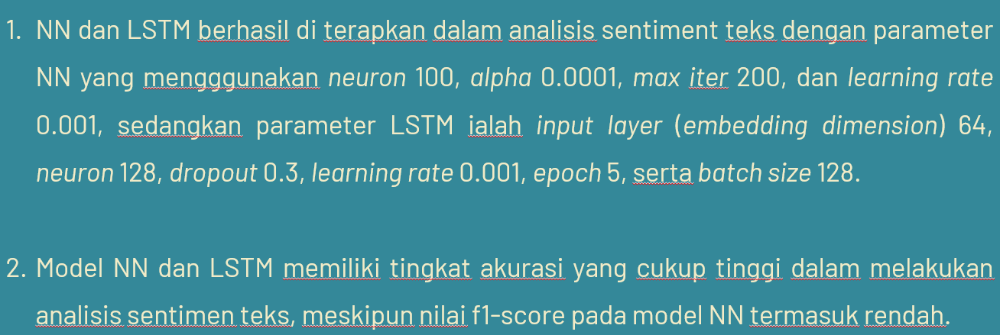 1. NN dan LSTM berhasil di terapkan dalam analisis sentiment teks dengan parameter
NN yang mengggunakan neuron 100, alpha 0.0001, max iter 200, dan learning rate
0.001, sedangkan parameter LSTM ialah input layer (embedding dimension) 64,
neuron 128, dropout 0.3, learning rate 0.001, epoch 5, serta batch size 128.
2. Model NN dan LSTM memiliki tingkat akurasi yang cukup tinggi dalam melakukan
analisis sentimen teks, meskipun nilai f1-score pada model NN termasuk rendah.